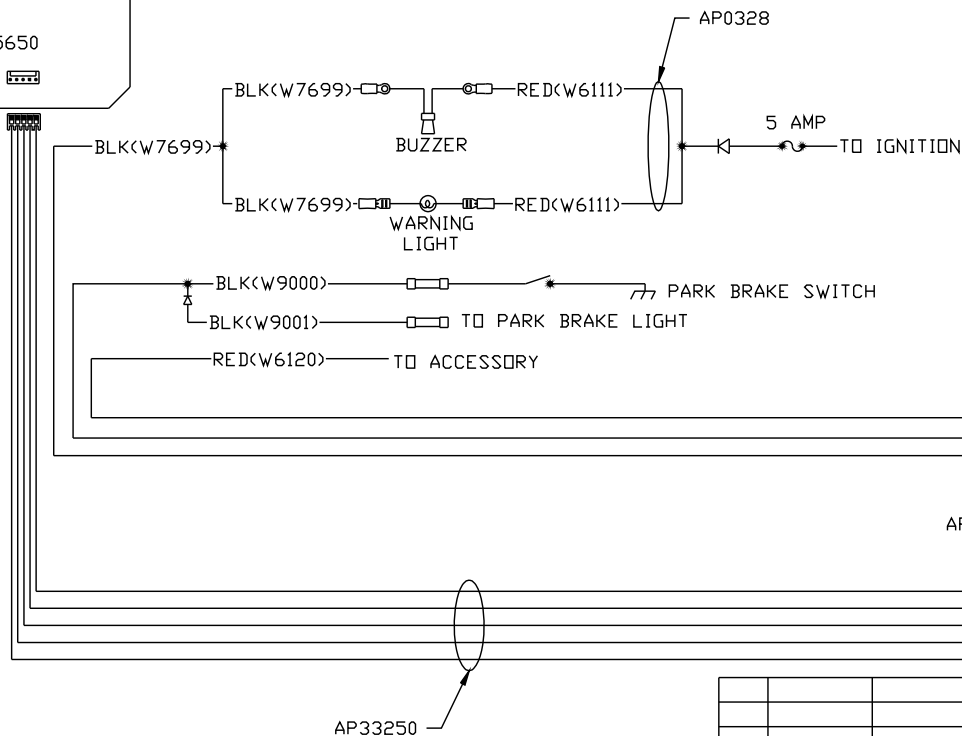 AP0328
5650
BLK(W7699)
RED(W6111)
5 AMP
BUZZER
BLK(W7699)
TO IGNITION
BLK(W7699)
RED(W6111)
WARNING
LIGHT
BLK(W9000)
PARK BRAKE SWITCH
BLK(W9001)
TO PARK BRAKE LIGHT
RED(W6120)
TO ACCESSORY
AP33250